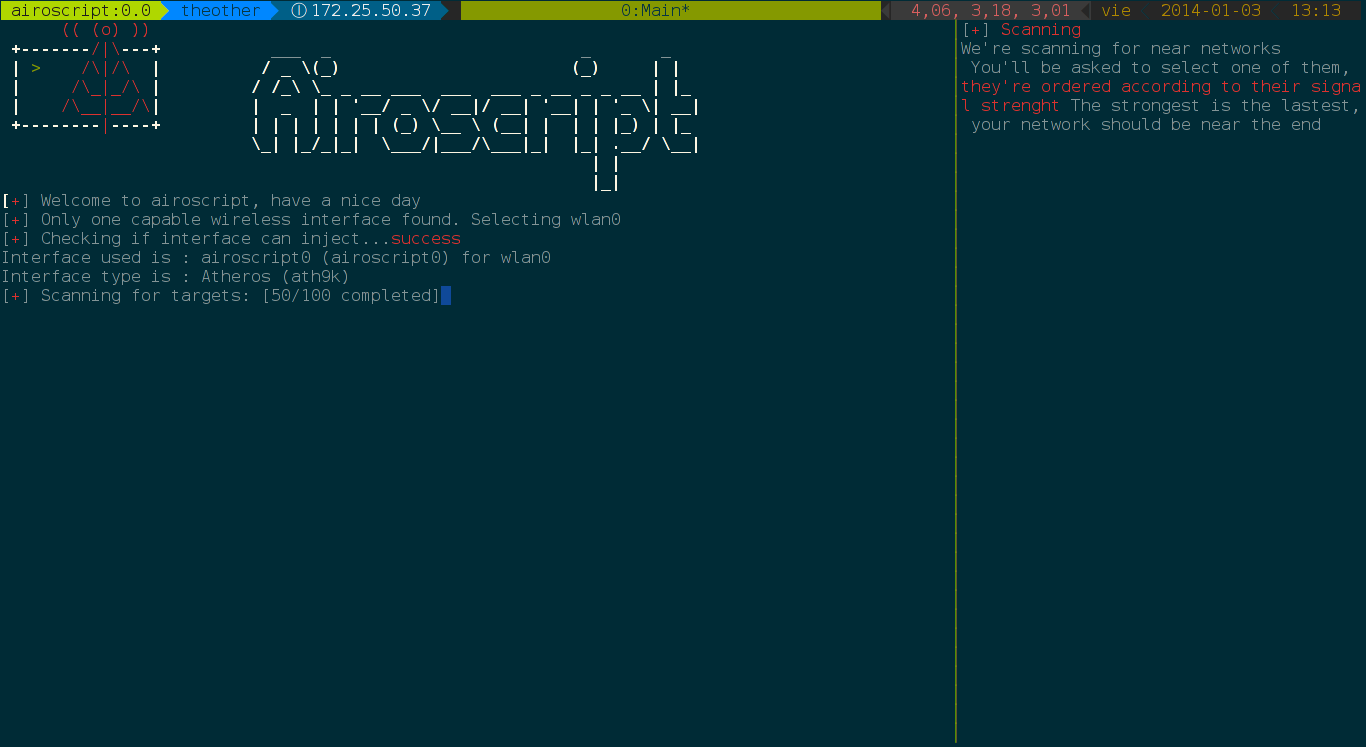 airoscript:0.0 theother 172.25.50.37 0:Main* 4,06, 3,18, 3,01 vie 2014-01-03 13:13
(( (o) ))
>
Airoscript
[+] Welcome to airoscript, have a nice day
[+] Only one capable wireless interface found. Selecting wlan0
[+] Checking if interface can inject...success
Interface used is : airoscript0 (airoscript0) for wlan0
Interface type is : Atheros (ath9k)
[+] Scanning for targets: [50/100 completed]
[+] Scanning
We're scanning for near networks
You'll be asked to select one of them,
they're ordered according to their signa
l strenght The strongest is the lastest,
your network should be near the end